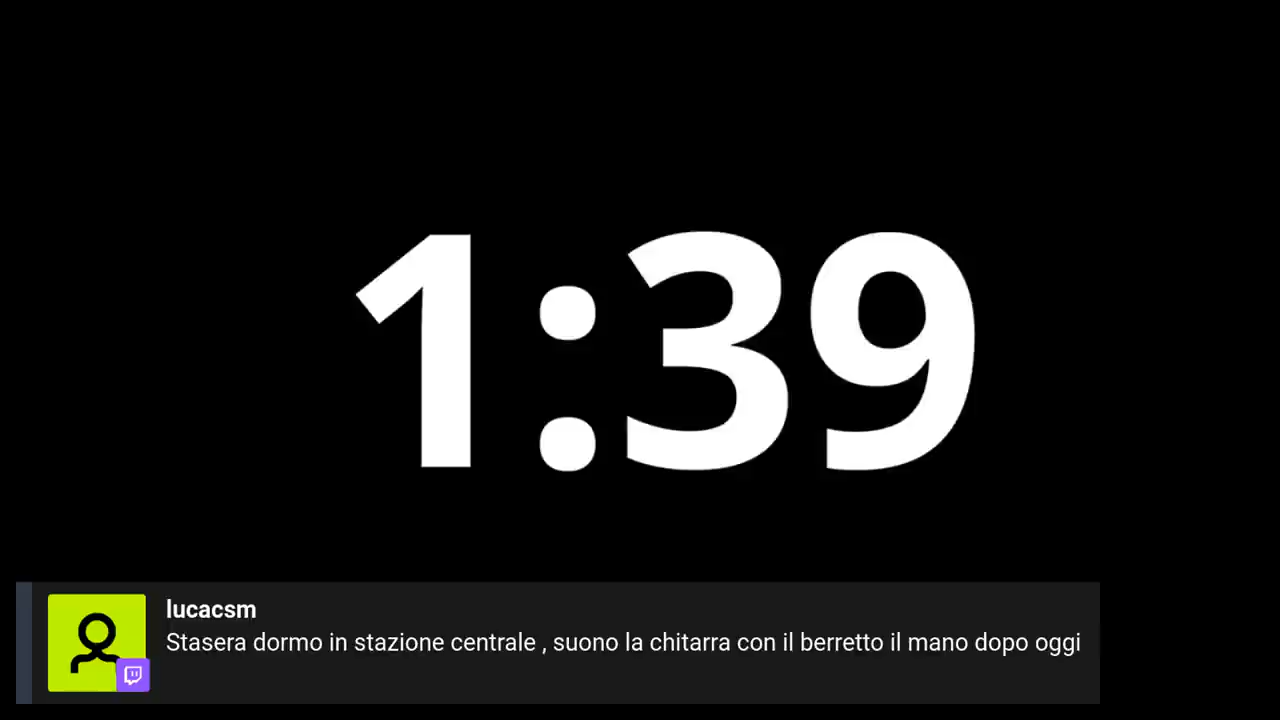 1:39
lucacsm
Stasera dormo in stazione centrale , suono la chitarra con il berretto il mano dopo oggi